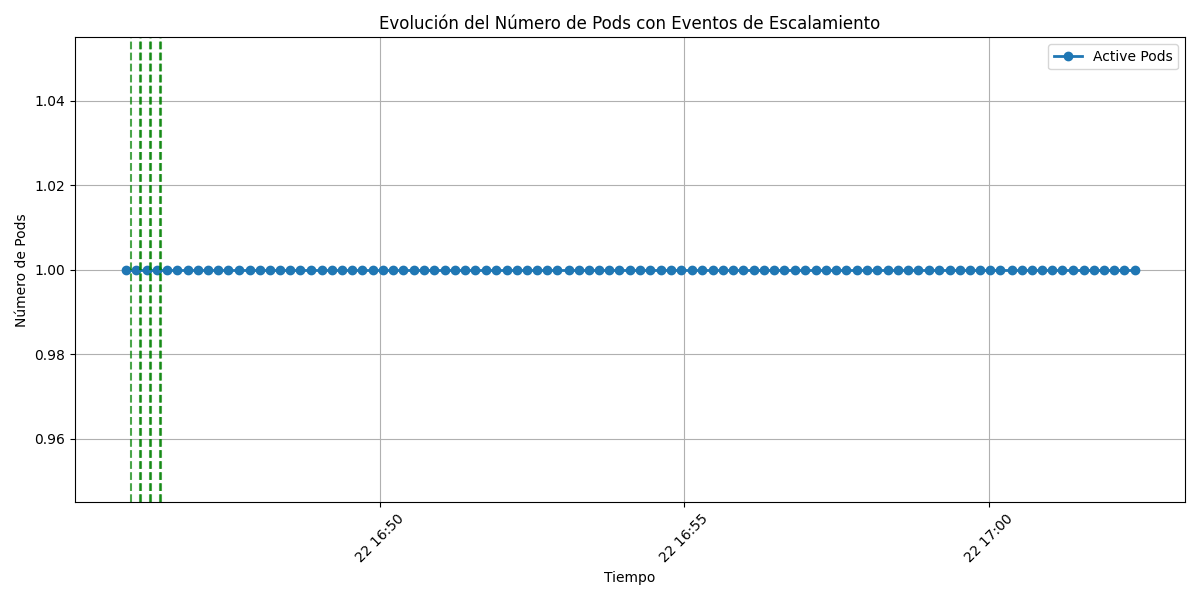 Evolución del Número de Pods con Eventos de Escalamiento
Active Pods
1.04
1.02
1.00
0.98
0.96
Número de Pods
22 16:50
22 16:55
22 17:00
Tiempo